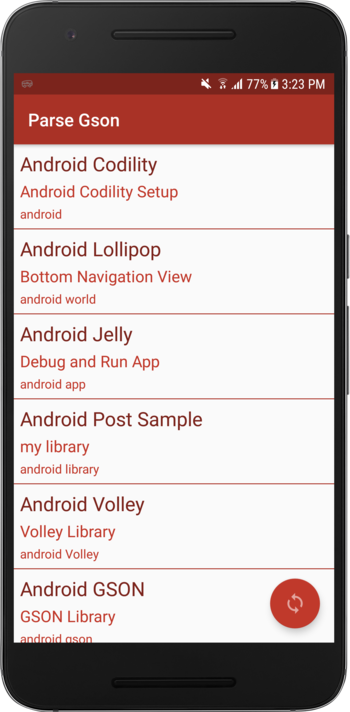 77% 3:23 PM
Parse Gson
Android Codility
Android Codility Setup
android
Android Lollipop
Bottom Navigation View
android world
Android Jelly
Debug and Run App
android app
Android Post Sample
my library
android library
Android Volley
Volley Library
android Volley
Android GSON
GSON Library
android gson